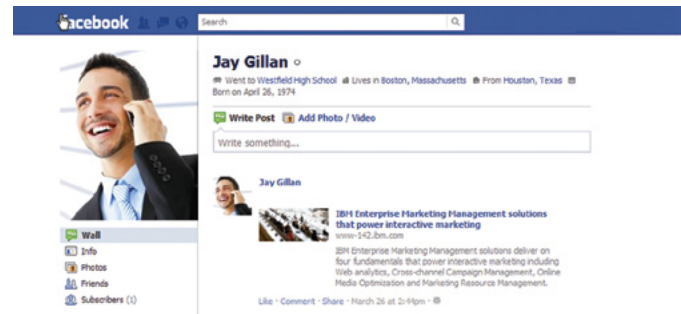 facebook
Search
Jay Gillan
Went to Westfield High School Lives in Boston, Massachusetts From Houston, Texas
Born on April 26, 1974
Write Post Add Photo / Video
Write something...
Jay Gillan
IBM Enterprise Marketing Management solutions
that power interactive marketing
www-142.ibm.com
IBM Enterprise Marketing Management solutions deliver on
four fundamentals that power interactive marketing including
Web analytics, Cross-channel Campaign Management, Online
Media Optimization and Marketing Resource Management.
Like · Comment · Share · March 26 at 2:44pm ·
Wall
Info
Photos
Friends
Subscribers (1)